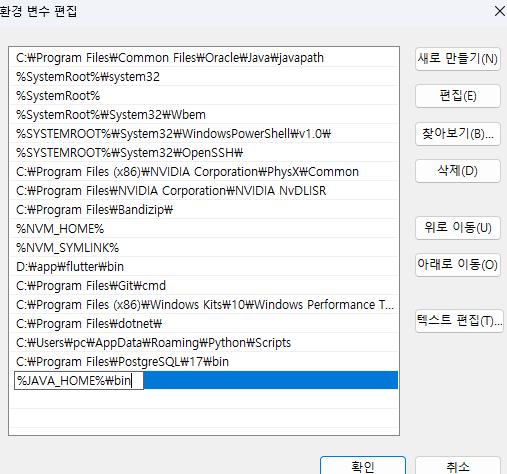 환경 변수 편집
C:₩Program Files₩Common Files₩Oracle₩Java₩javapath
새로 만들기(N)
%SystemRoot%₩system32
%SystemRoot%
편집(E)
%SystemRoot%₩System32₩Wbem
%SYSTEMROOT%₩System32₩WindowsPowerShell₩v1.0₩
찾아보기(B)...
%SYSTEMROOT%₩System32₩OpenSSH₩
C:₩Program Files (x86)₩NVIDIA Corporation₩PhysX₩Common
삭제(D)
C:₩Program Files₩NVIDIA Corporation₩NVIDIA NvDLISR
C:₩Program Files₩Bandizip₩
%NVM_HOME%
위로 이동(U)
%NVM_SYMLINK%
D:₩app₩flutter₩bin
아래로 이동(O)
C:₩Program Files₩Git₩cmd
C:₩Program Files (x86)₩Windows Kits₩10₩Windows Performance T...
C:₩Program Files₩dotnet₩
텍스트 편집(T)...
C:₩Users₩pc₩AppData₩Roaming₩Python₩Scripts
C:₩Program Files₩PostgreSQL₩17₩bin
%JAVA_HOME%₩bin
확인
취소